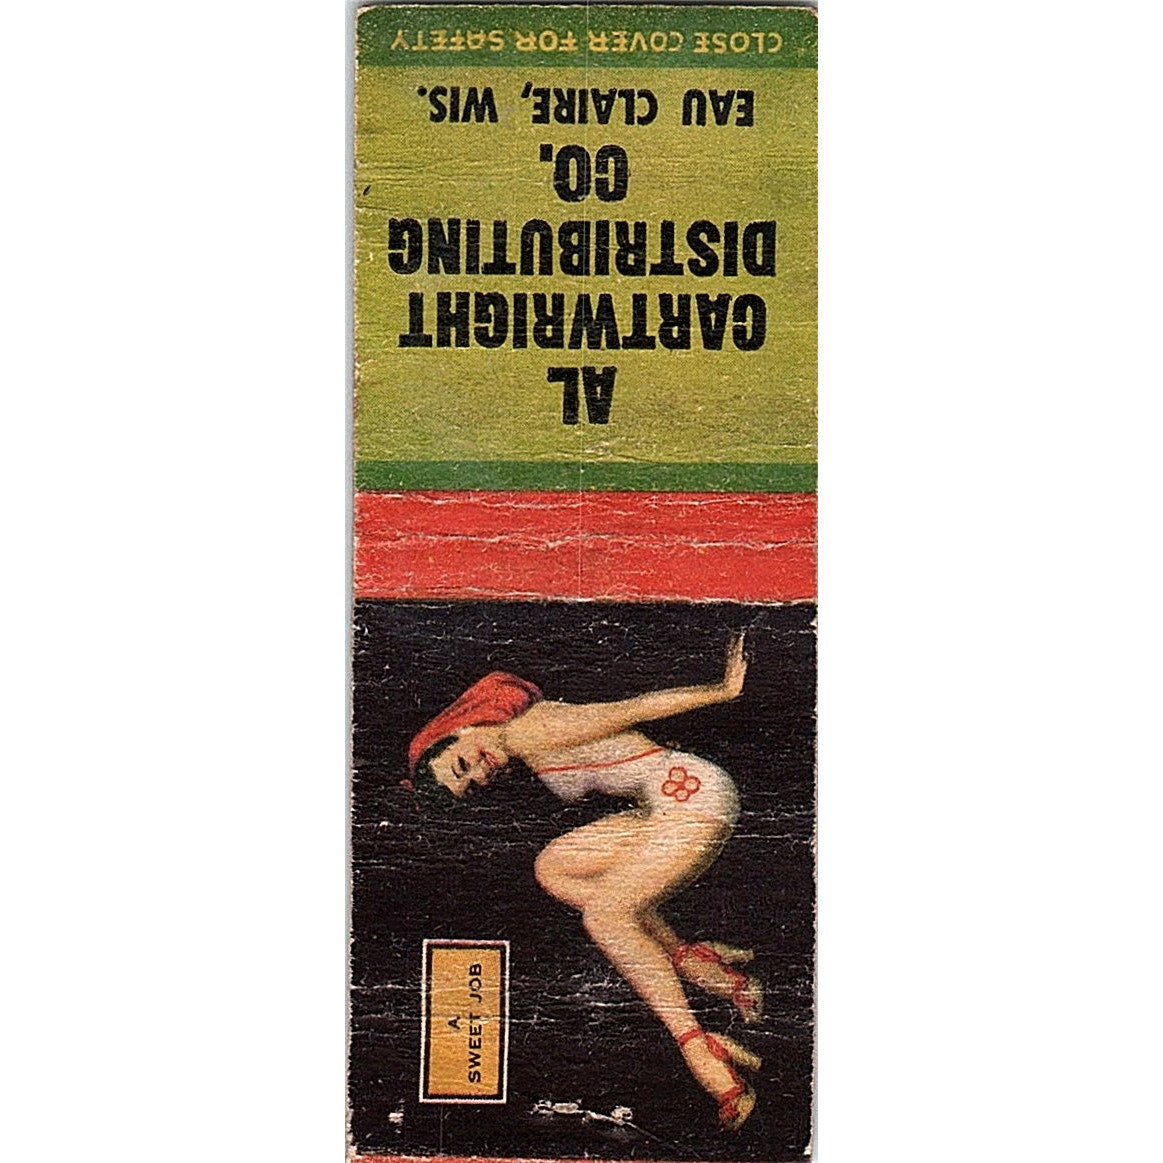 AL
CARTWRIGHT
DISTRIBUTING
CO.
EAU CLAIRE, WIS.
CLOSE COVER FOR SAFETY
A
SWEET JOB